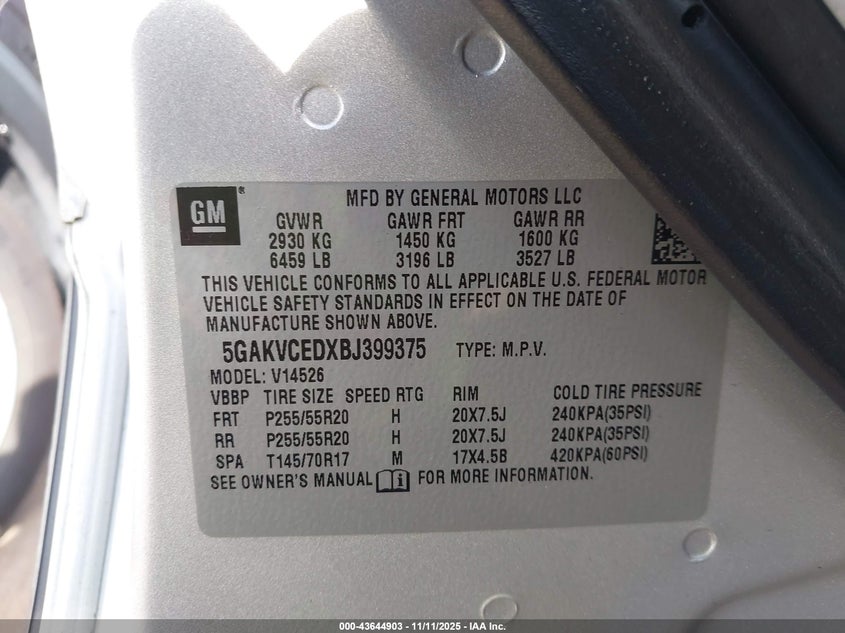 GM ® MFD BY GENERAL MOTORS LLC
GVWR GAWR FRT GAWR RR
2930 KG 1450 KG 1600 KG
6459 LB 3196 LB 3527 LB
THIS VEHICLE CONFORMS TO ALL APPLICABLE U.S. FEDERAL MOTOR
VEHICLE SAFETY STANDARDS IN EFFECT ON THE DATE OF
MANUFACTURE SHOWN ABOVE.
5GAKVCEDXBJ399375 TYPE: M.P.V.
MODEL: V14526
VBBP TIRE SIZE SPEED RTG RIM COLD TIRE PRESSURE
FRT P255/55R20 H 20X7.5J 240KPA(35PSI)
RR P255/55R20 H 20X7.5J 240KPA(35PSI)
SPA T145/70R17 M 17X4.5B 420KPA(60PSI)
SEE OWNER'S MANUAL FOR MORE INFORMATION.
000-43644903 - 11/11/2025 - IAA Inc.